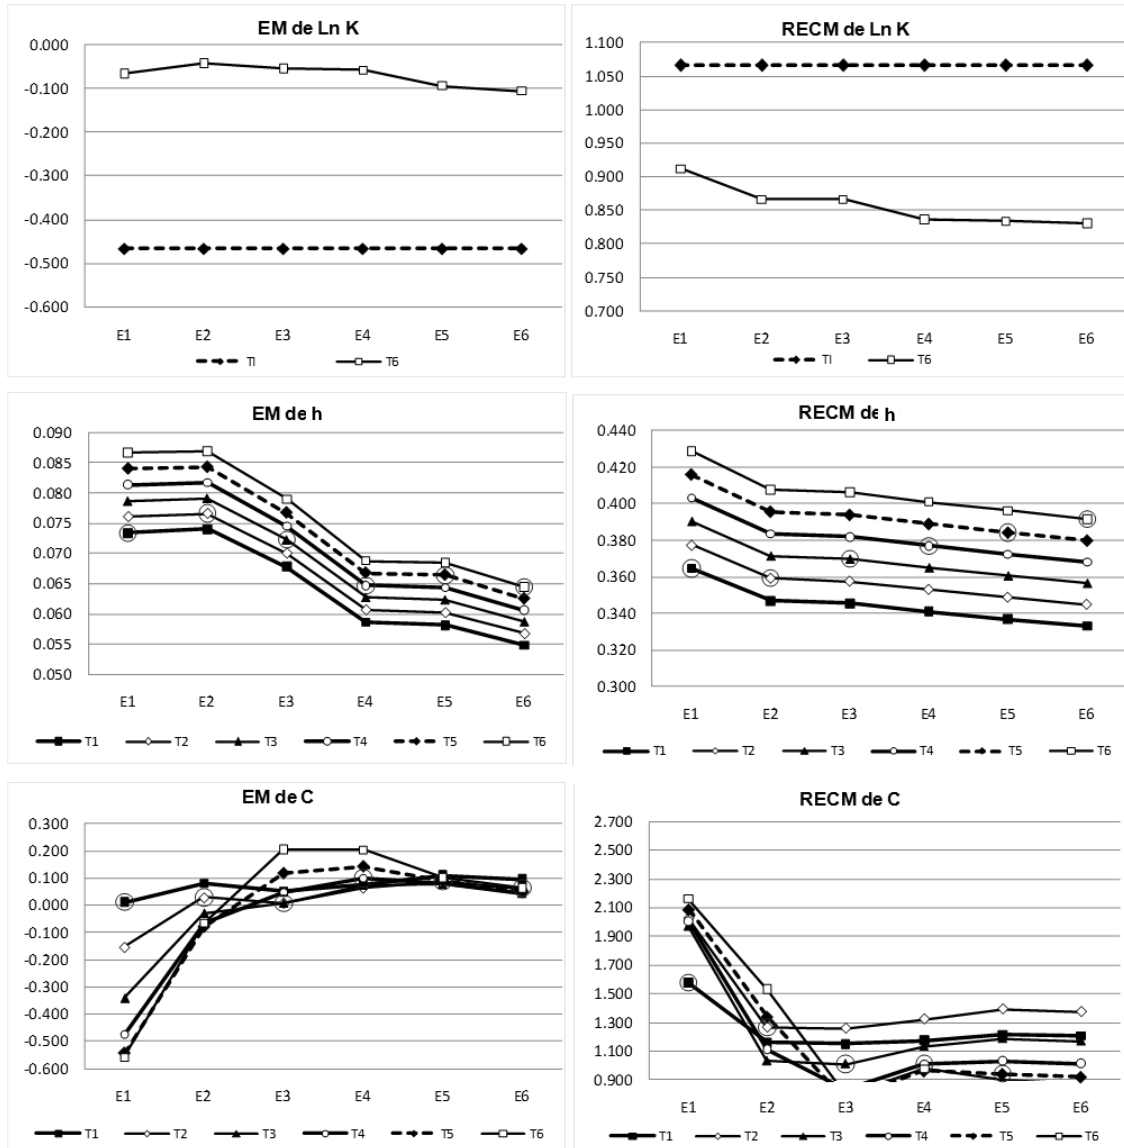 EM de Ln K
0.000
-0.100
-0.200
-0.300
-0.400
-0.500
-0.600
E1 E2 E3 E4 E5 E6
TI T6
RECM de Ln K
1.100
1.050
1.000
0.950
0.900
0.850
0.800
0.750
0.700
E1 E2 E3 E4 E5 E6
TI T6
EM de h
0.090
0.085
0.080
0.075
0.070
0.065
0.060
0.055
0.050
E1 E2 E3 E4 E5 E6
T1 T2 T3 T4 T5 T6
RECM de h
0.440
0.420
0.400
0.380
0.360
0.340
0.320
0.300
E1 E2 E3 E4 E5 E6
T1 T2 T3 T4 T5 T6
EM de C
0.300
0.200
0.100
0.000
-0.100
-0.200
-0.300
-0.400
-0.500
-0.600
E1 E2 E3 E4 E5 E6
T1 T2 T3 T4 T5 T6
RECM de C
2.700
2.500
2.300
2.100
1.900
1.700
1.500
1.300
1.100
0.900
E1 E2 E3 E4 E5 E6
T1 T2 T3 T4 T5 T6